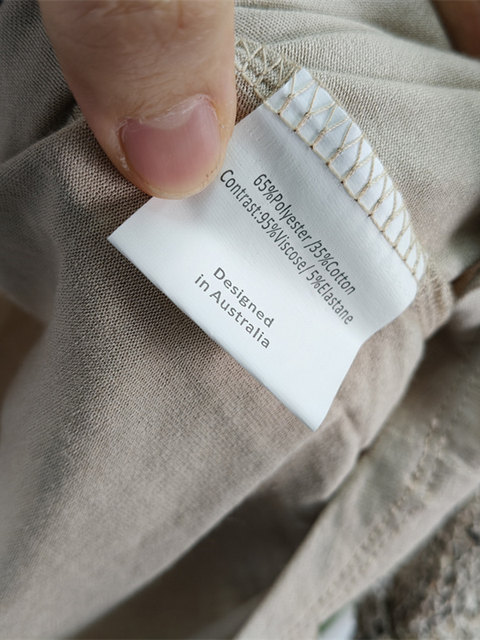 65%Polyester/35%Cotton
Contrast:95%Viscose/5%Elastane
Designed
in Australia